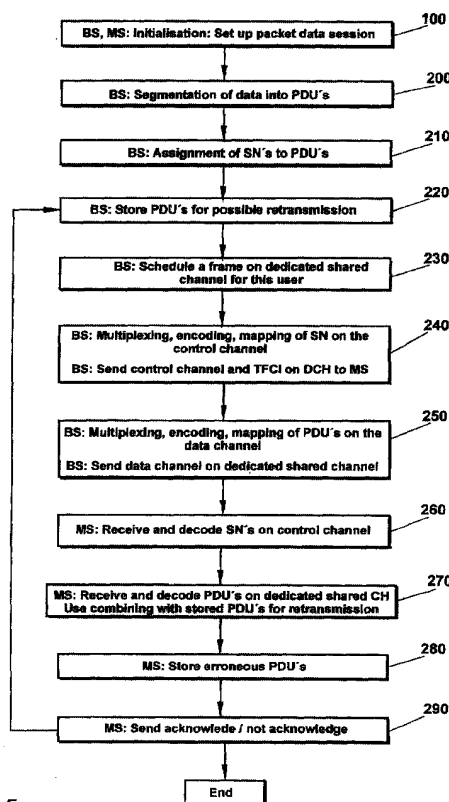 100
BS, MS: Initialisation: Set up packet data session
200
BS: Segmentation of data into PDU's
210
BS: Assignment of SN's to PDU's
220
BS: Store PDU's for possible retransmission
230
BS: Schedule a frame on dedicated shared
channel for this user
240
BS: Multiplexing, encoding, mapping of SN on the
control channel
BS: Send control channel and TFCI on DCH to MS
250
BS: Multiplexing, encoding, mapping of PDU's on the
data channel
BS: Send data channel on dedicated shared channel
260
MS: Receive and decode SN's on control channel
270
MS: Receive and decode PDU's on dedicated shared CH
Use combining with stored PDU's for retransmission
280
MS: Store erroneous PDU's
290
MS: Send acknowlede / not acknowledge
End